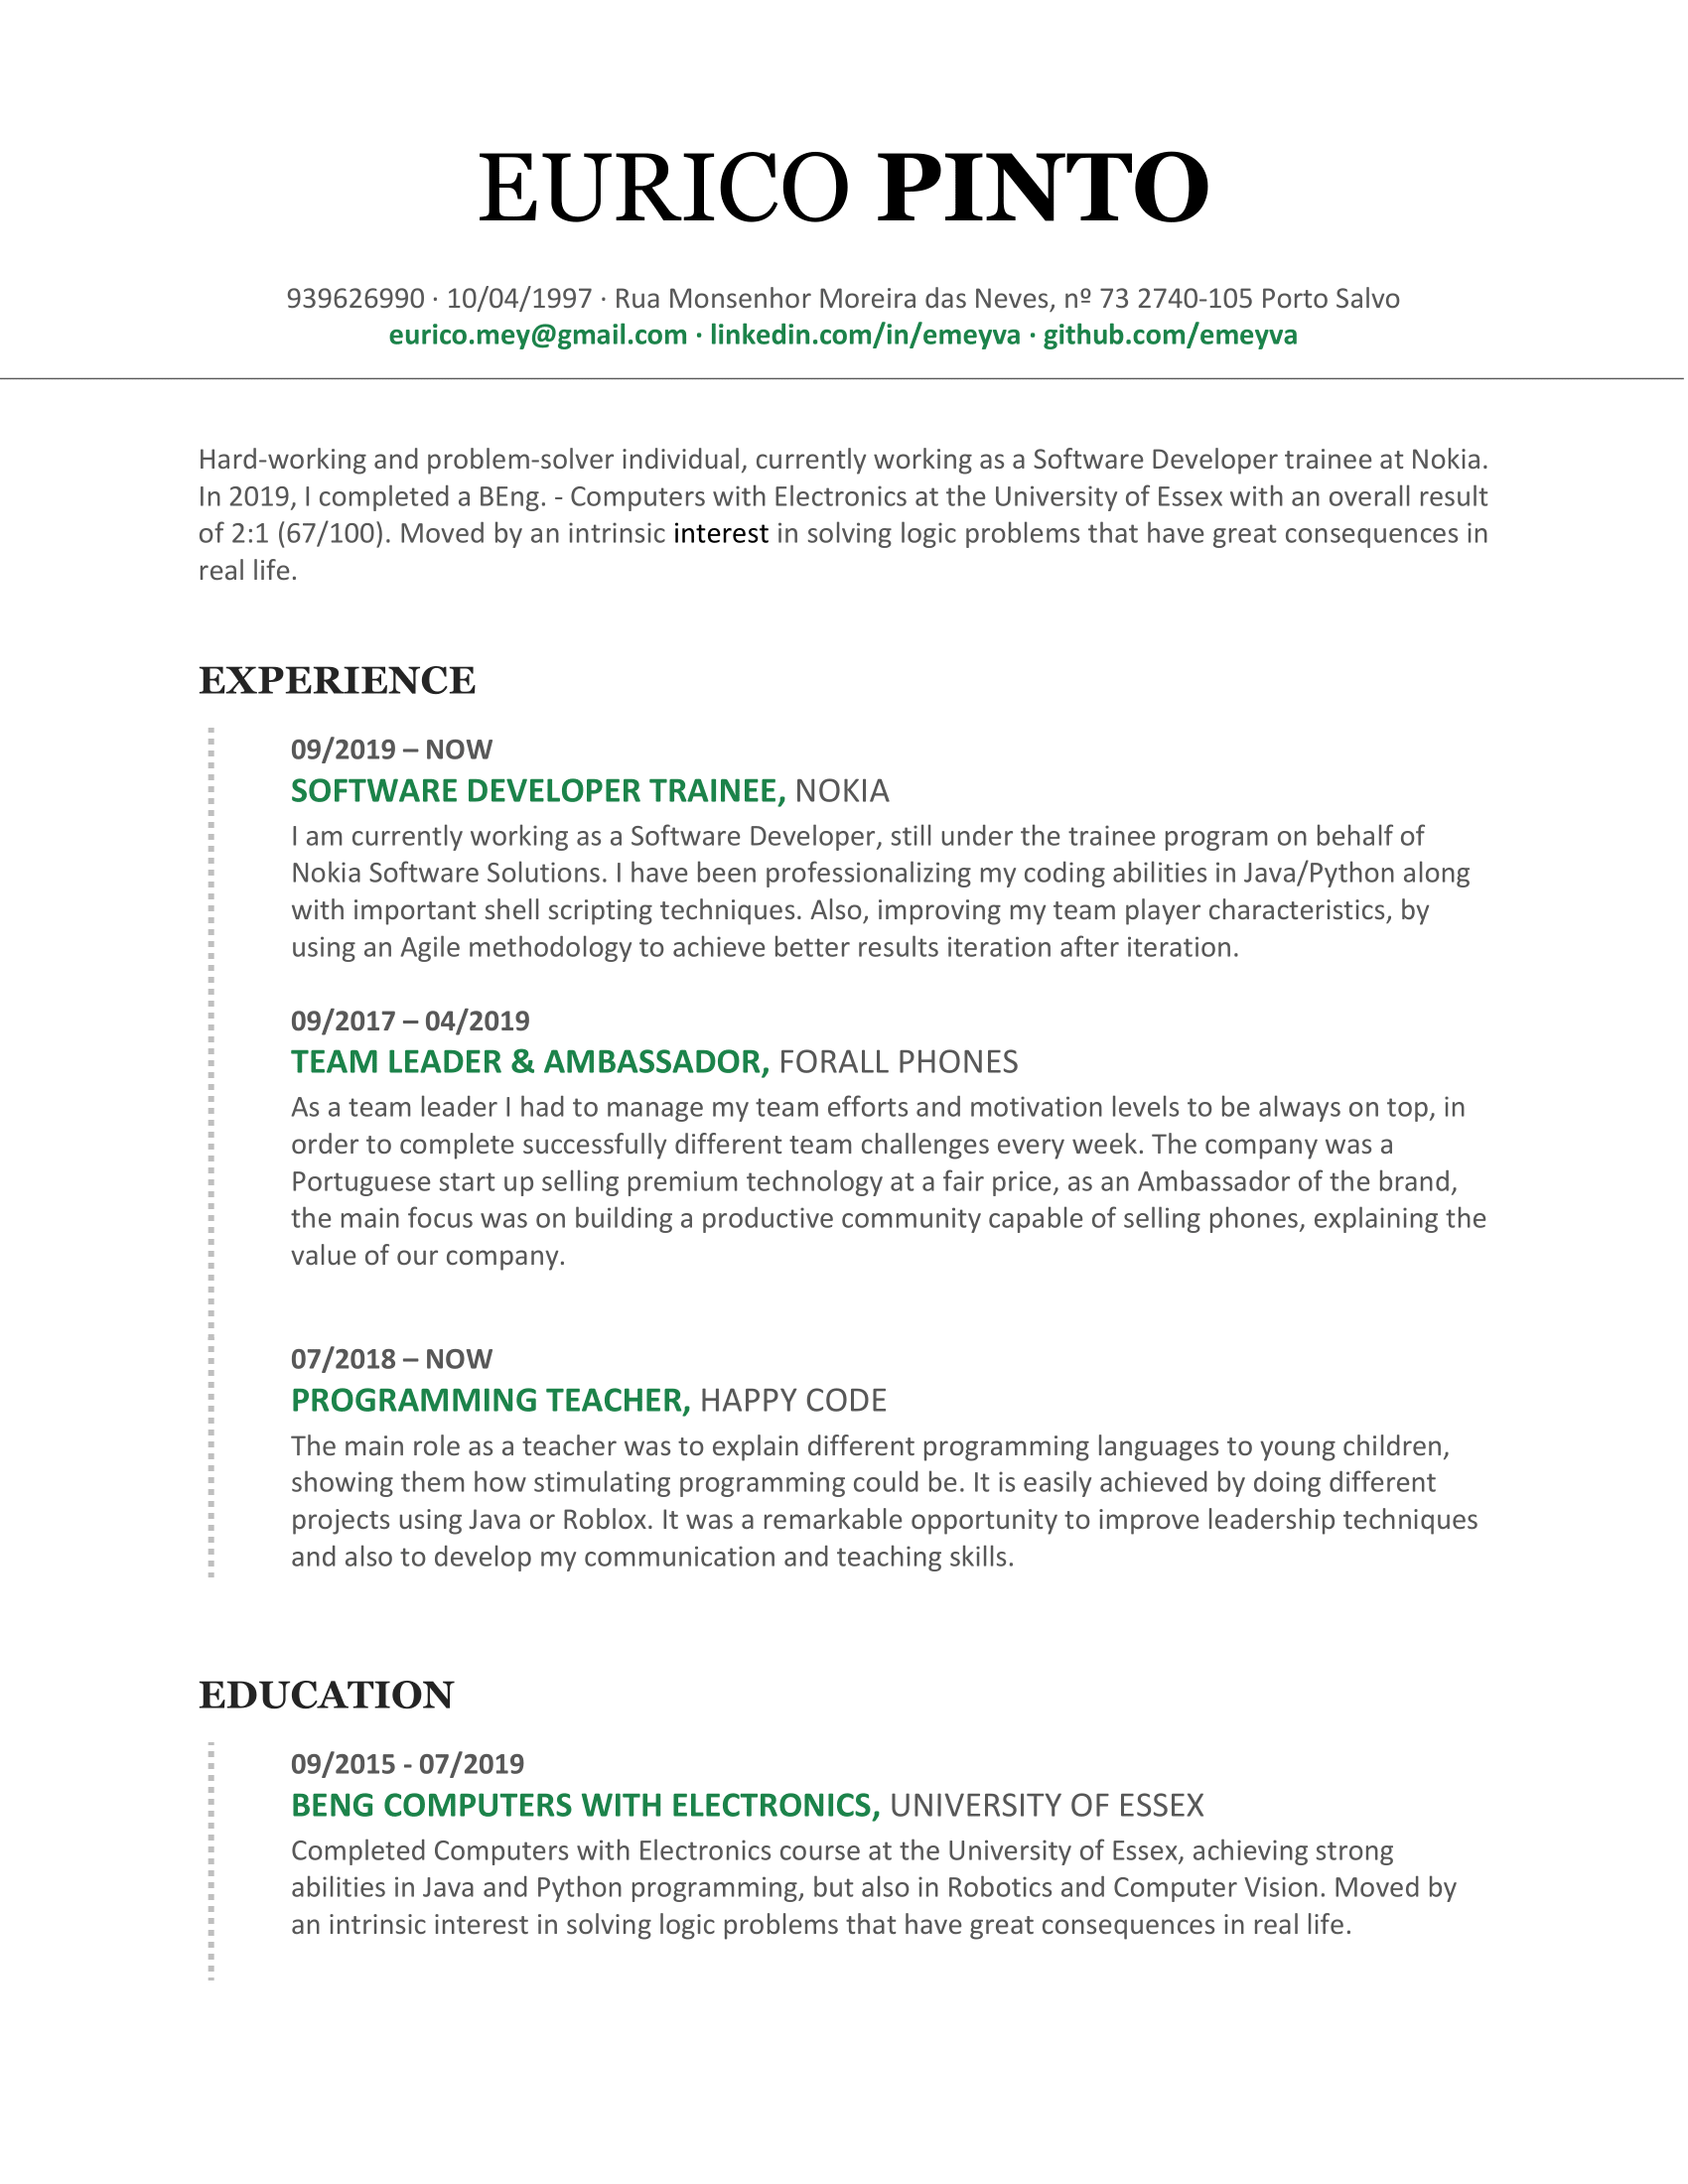 EURICO PINTO
939626990 · 10/04/1997 · Rua Monsenhor Moreira das Neves, nº 73 2740-105 Porto Salvo
eurico.mey@gmail.com · linkedin.com/in/emeyva · github.com/emeyva
Hard-working and problem-solver individual, currently working as a Software Developer trainee at Nokia.
In 2019, I completed a BEng. - Computers with Electronics at the University of Essex with an overall result
of 2:1 (67/100). Moved by an intrinsic interest in solving logic problems that have great consequences in
real life.
EXPERIENCE
09/2019 – NOW
SOFTWARE DEVELOPER TRAINEE, NOKIA
I am currently working as a Software Developer, still under the trainee program on behalf of
Nokia Software Solutions. I have been professionalizing my coding abilities in Java/Python along
with important shell scripting techniques. Also, improving my team player characteristics, by
using an Agile methodology to achieve better results iteration after iteration.
09/2017 – 04/2019
TEAM LEADER & AMBASSADOR, FORALL PHONES
As a team leader I had to manage my team efforts and motivation levels to be always on top, in
order to complete successfully different team challenges every week. The company was a
Portuguese start up selling premium technology at a fair price, as an Ambassador of the brand,
the main focus was on building a productive community capable of selling phones, explaining the
value of our company.
07/2018 – NOW
PROGRAMMING TEACHER, HAPPY CODE
The main role as a teacher was to explain different programming languages to young children,
showing them how stimulating programming could be. It is easily achieved by doing different
projects using Java or Roblox. It was a remarkable opportunity to improve leadership techniques
and also to develop my communication and teaching skills.
EDUCATION
09/2015 - 07/2019
BENG COMPUTERS WITH ELECTRONICS, UNIVERSITY OF ESSEX
Completed Computers with Electronics course at the University of Essex, achieving strong
abilities in Java and Python programming, but also in Robotics and Computer Vision. Moved by
an intrinsic interest in solving logic problems that have great consequences in real life.